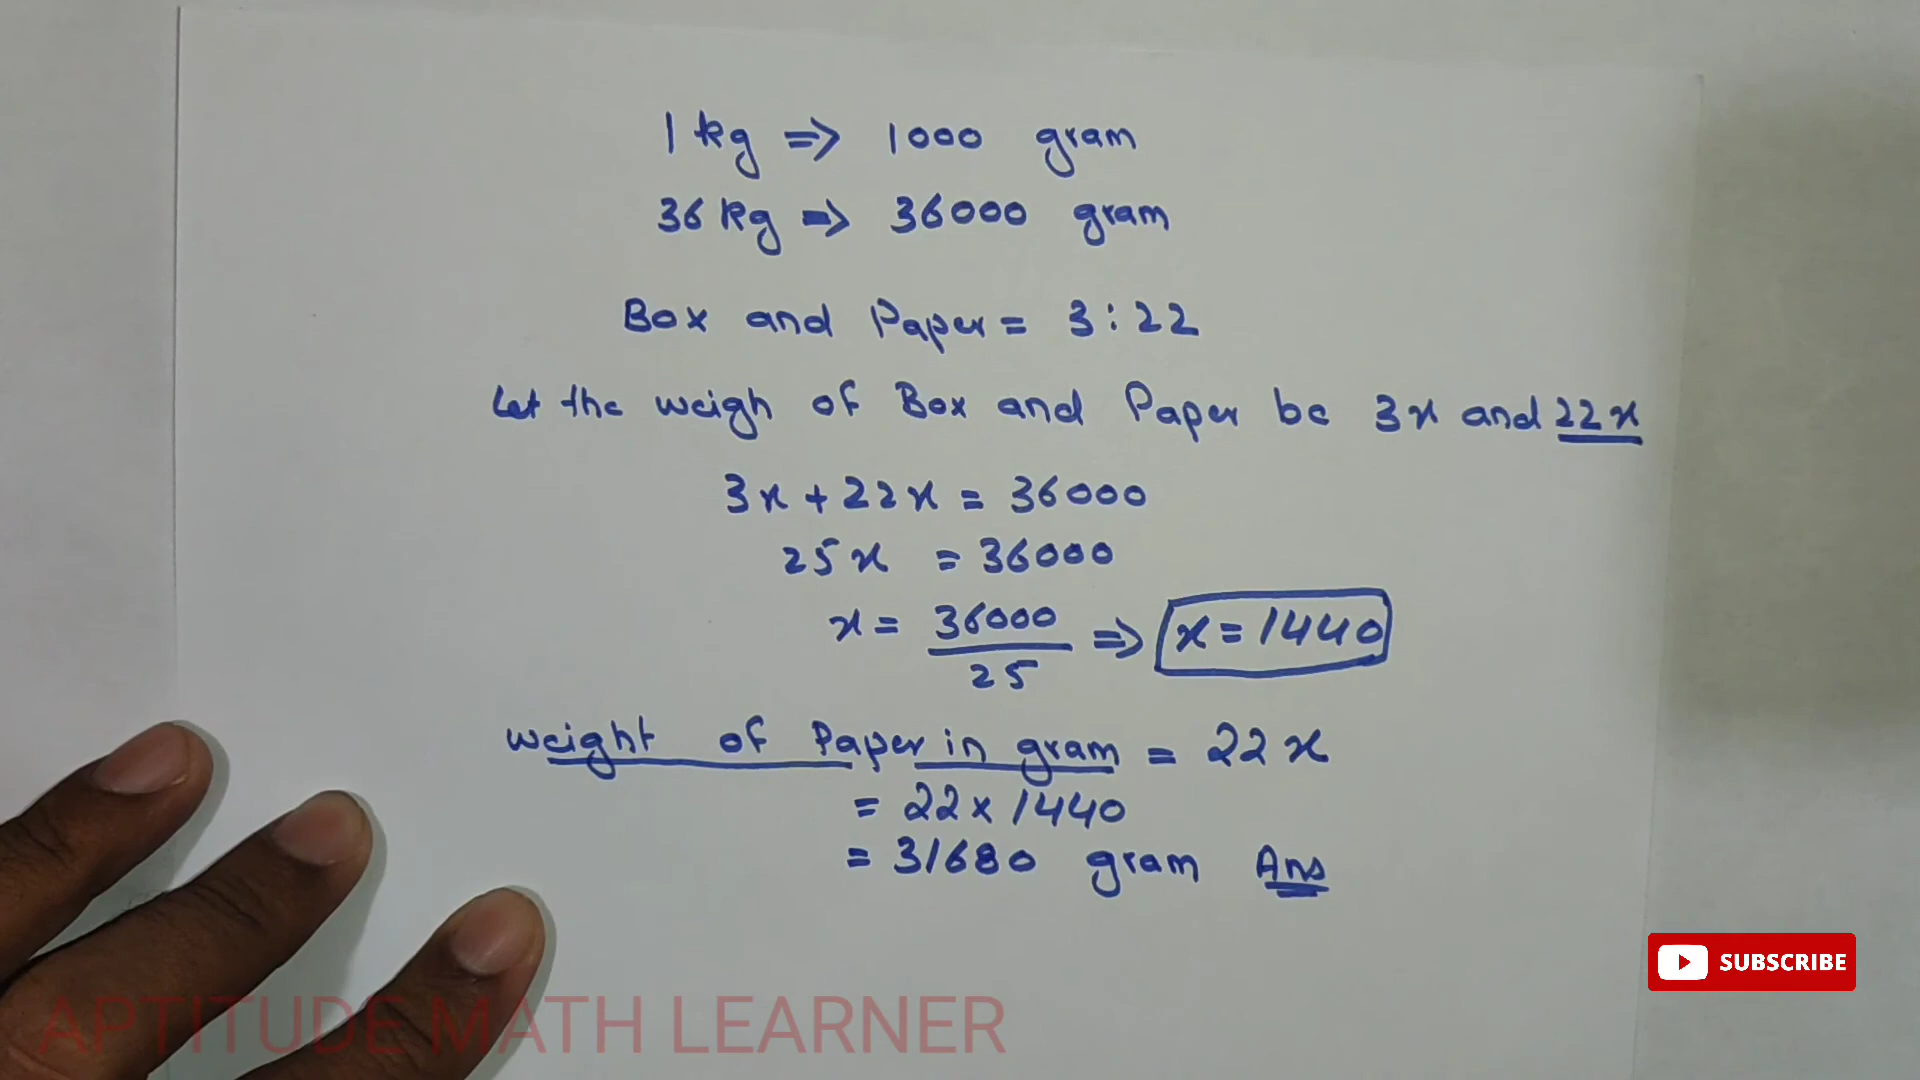 1 kg => 1000 gram
36 kg => 36000 gram
Box and Paper = 3:22
Let the weigh of Box and Paper be 3x and 22x
3x + 22x = 36000
25x = 36000
x = 36000/25 => x = 1440
weight of Paper in gram = 22x
= 22 x 1440
= 31680 gram Ans
SUBSCRIBE
APTITUDE MATH LEARNER